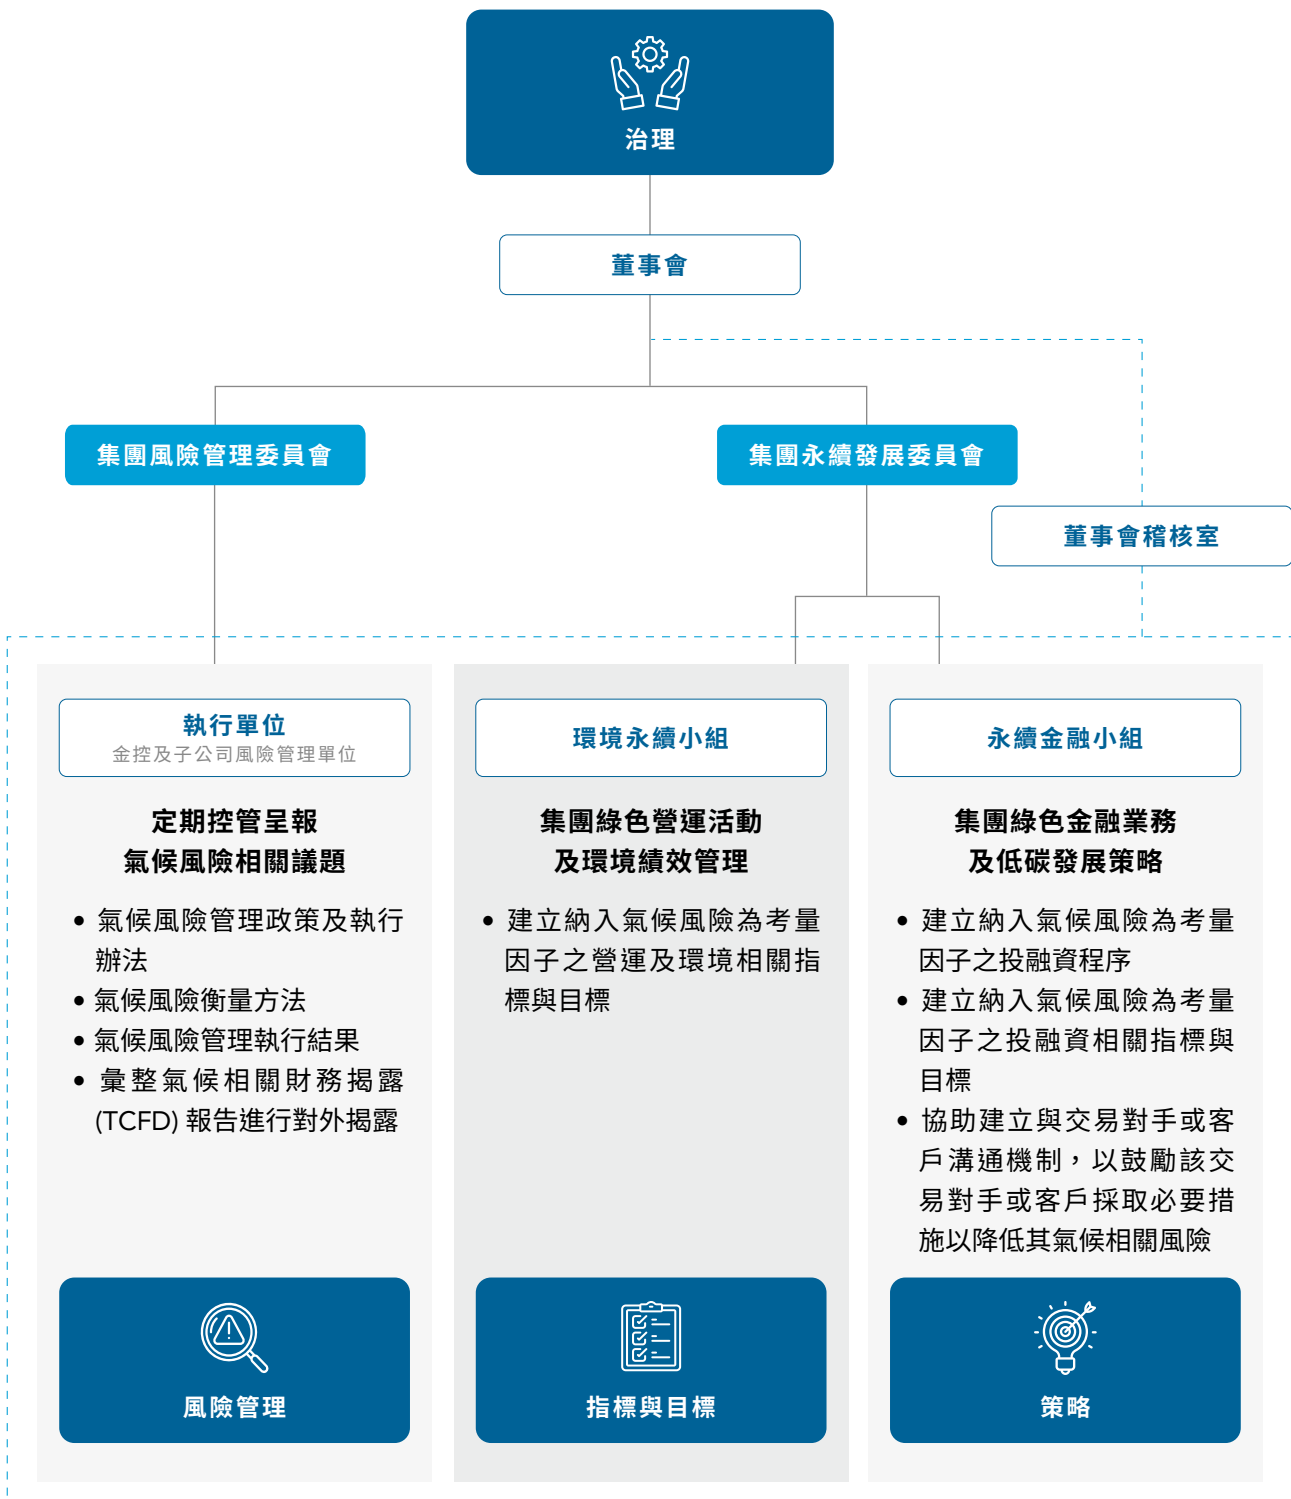 治理
董事會
集團風險管理委員會
集團永續發展委員會
董事會稽核室
執行單位
金控及子公司風險管理單位
定期控管呈報
氣候風險相關議題
• 氣候風險管理政策及執行
辦法
• 氣候風險衡量方法
• 氣候風險管理執行結果
• 彙整氣候相關財務揭露
(TCFD) 報告進行對外揭露
風險管理
環境永續小組
集團綠色營運活動
及環境績效管理
• 建立納入氣候風險為考量
因子之營運及環境相關指
標與目標
指標與目標
永續金融小組
集團綠色金融業務
及低碳發展策略
• 建立納入氣候風險為考量
因子之投融資程序
• 建立納入氣候風險為考量
因子之投融資相關指標與
目標
• 協助建立與交易對手或客
戶溝通機制，以鼓勵該交
易對手或客戶採取必要措
施以降低其氣候相關風險
策略